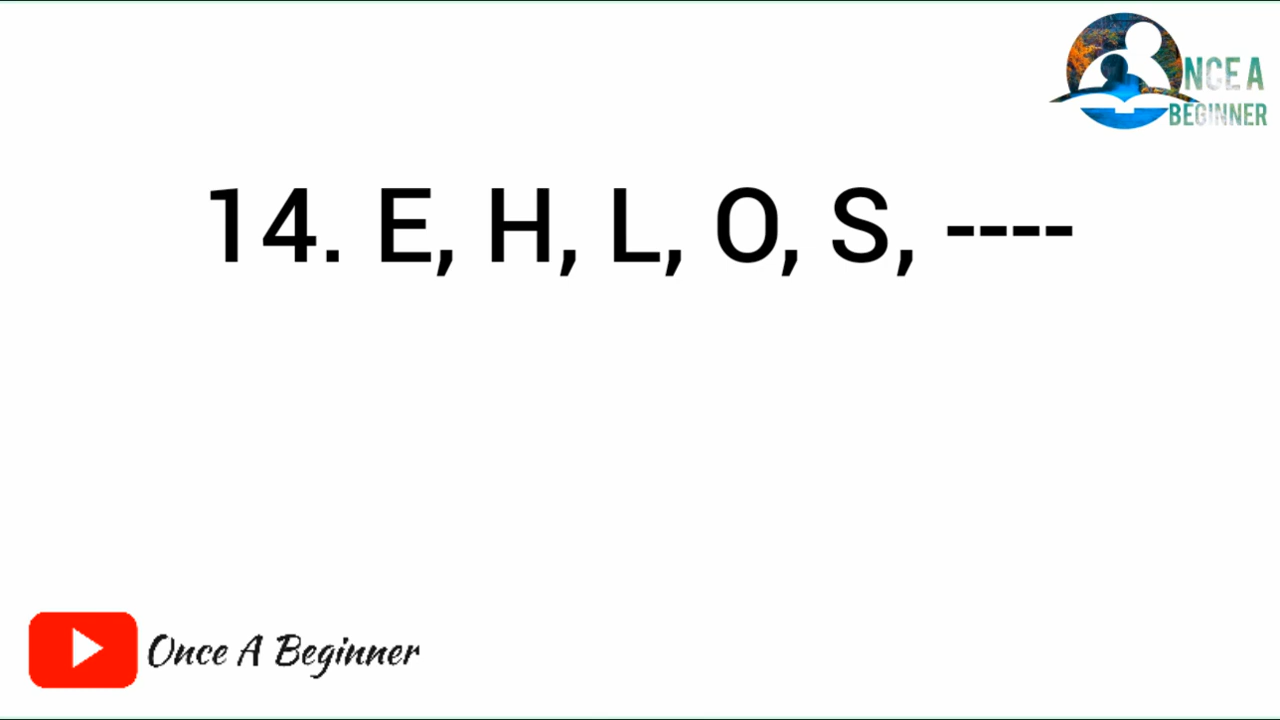 NCE A
BEGINNER
14. E, H, L, O, S, ----
Once A Beginner